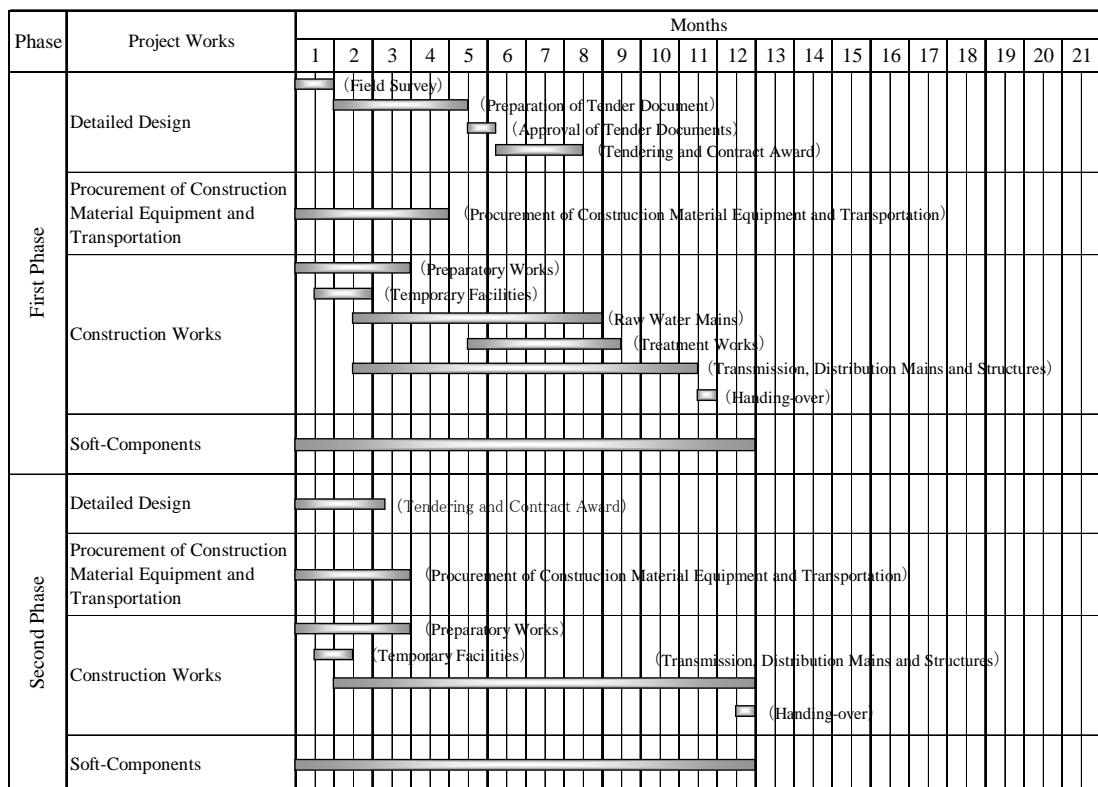 Phase
Project Works
Months
1 2 3 4 5 6 7 8 9 10 11 12 13 14 15 16 17 18 19 20 21
First Phase
Detailed Design
(Field Survey)
(Preparation of Tender Document)
(Approval of Tender Documents)
(Tendering and Contract Award)
Procurement of Construction
Material Equipment and
Transportation
(Procurement of Construction Material Equipment and Transportation)
Construction Works
(Preparatory Works)
(Temporary Facilities)
(Raw Water Mains)
(Treatment Works)
(Transmission, Distribution Mains and Structures)
(Handing-over)
Soft-Components
Second Phase
Detailed Design
(Tendering and Contract Award)
Procurement of Construction
Material Equipment and
Transportation
(Procurement of Construction Material Equipment and Transportation)
Construction Works
(Preparatory Works)
(Temporary Facilities)
(Transmission, Distribution Mains and Structures)
(Handing-over)
Soft-Components